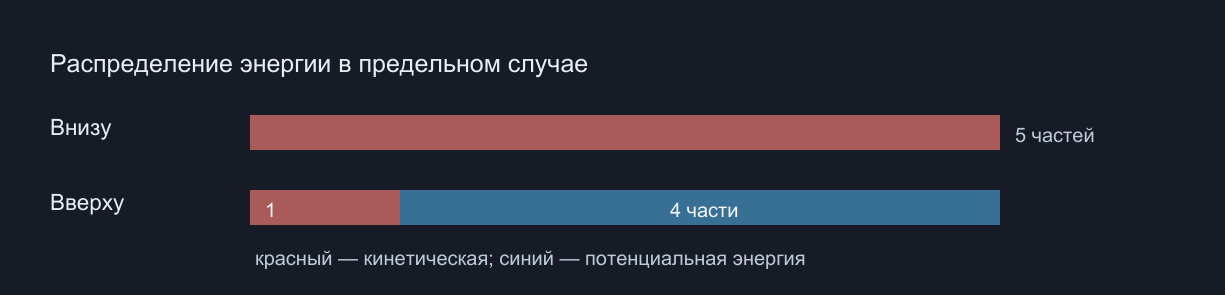 Распределение энергии в предельном случае
Внизу
5 частей
Вверху
1
4 части
красный — кинетическая; синий — потенциальная энергия